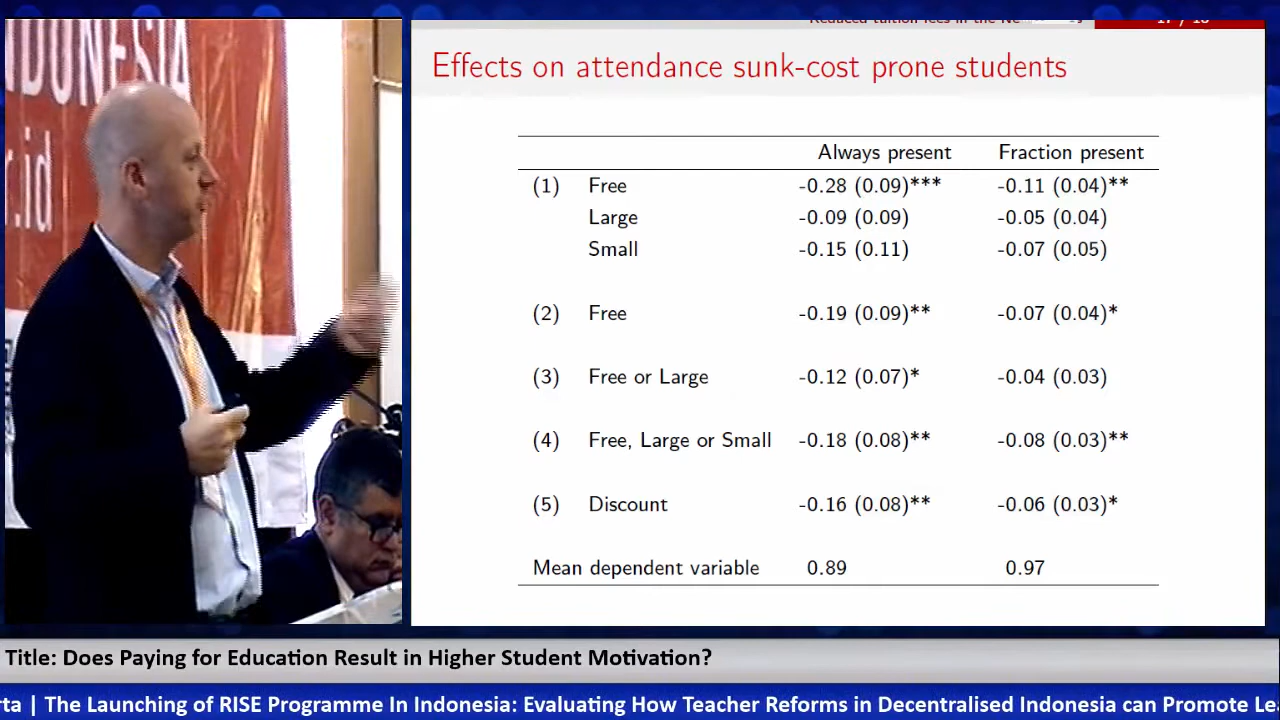 INDONESIA
r.id
17 / 18
Effects on attendance sunk-cost prone students
Always present Fraction present
(1) Free -0.28 (0.09)*** -0.11 (0.04)**
Large -0.09 (0.09) -0.05 (0.04)
Small -0.15 (0.11) -0.07 (0.05)
(2) Free -0.19 (0.09)** -0.07 (0.04)*
(3) Free or Large -0.12 (0.07)* -0.04 (0.03)
(4) Free, Large or Small -0.18 (0.08)** -0.08 (0.03)**
(5) Discount -0.16 (0.08)** -0.06 (0.03)*
Mean dependent variable 0.89 0.97
Title: Does Paying for Education Result in Higher Student Motivation?
rta | The Launching of RISE Programme In Indonesia: Evaluating How Teacher Reforms in Decentralised Indonesia can Promote Lea